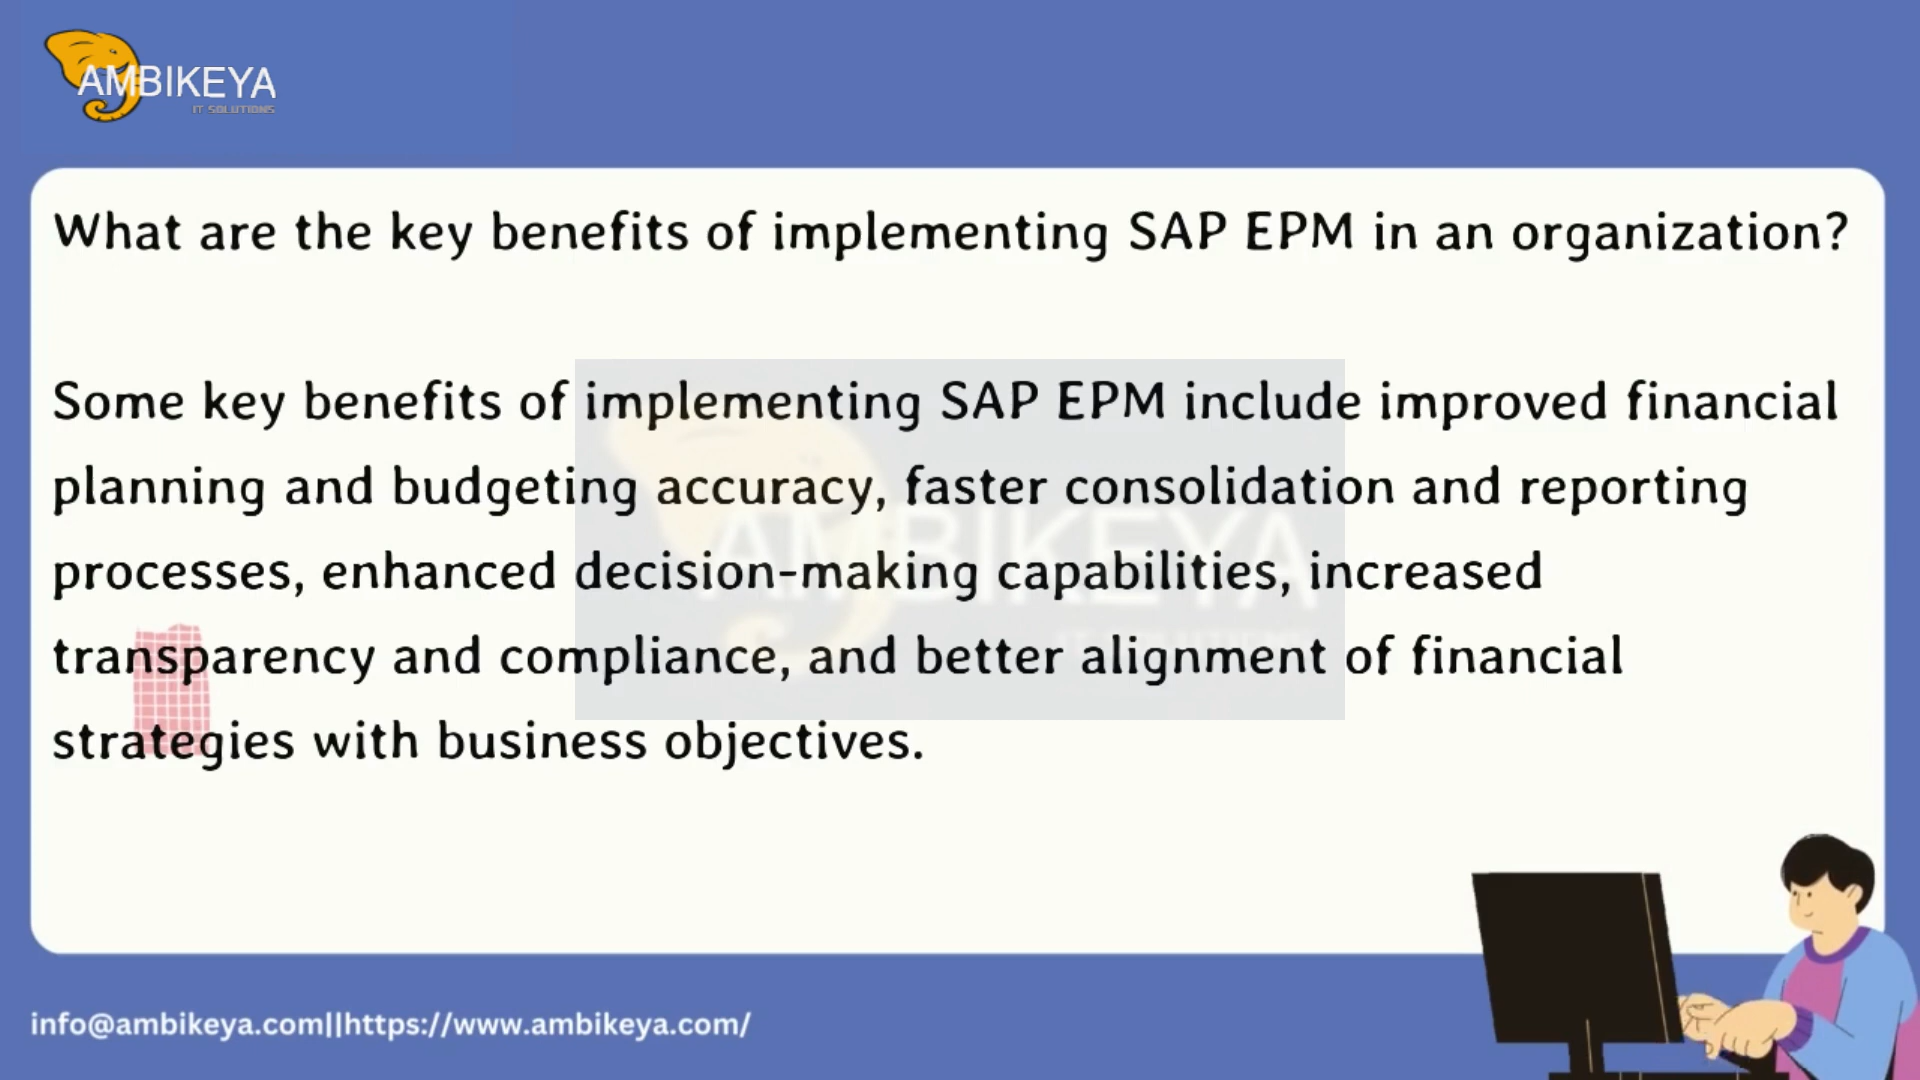 AMBIKEYA
IT SOLUTIONS
What are the key benefits of implementing SAP EPM in an organization?
Some key benefits of implementing SAP EPM include improved financial
planning and budgeting accuracy, faster consolidation and reporting
processes, enhanced decision-making capabilities, increased
transparency and compliance, and better alignment of financial
strategies with business objectives.
AMBIKEYA
IT SOLUTIONS
info@ambikeya.com||https://www.ambikeya.com/